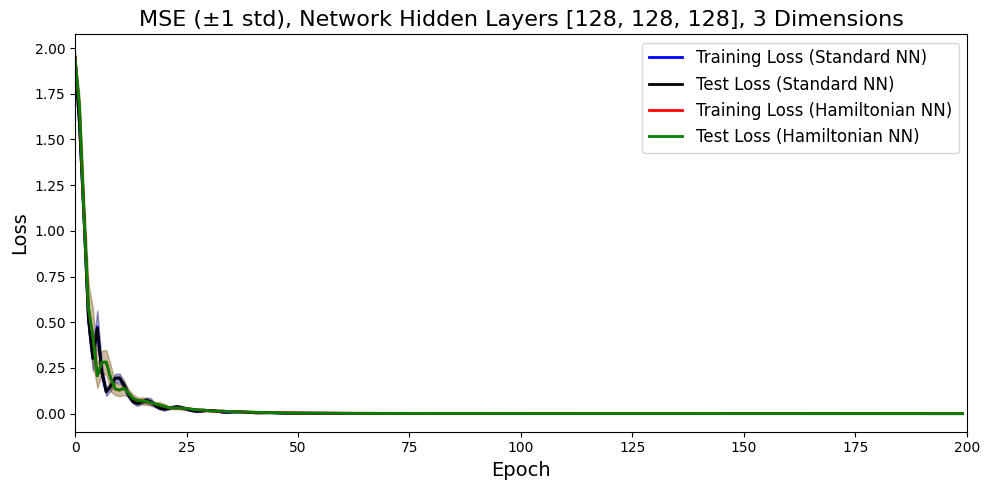 MSE (±1 std), Network Hidden Layers [128, 128, 128], 3 Dimensions
Training Loss (Standard NN)
Test Loss (Standard NN)
Training Loss (Hamiltonian NN)
Test Loss (Hamiltonian NN)
Loss
2.00
1.75
1.50
1.25
1.00
0.75
0.50
0.25
0.00
0 25 50 75 100 125 150 175 200
Epoch